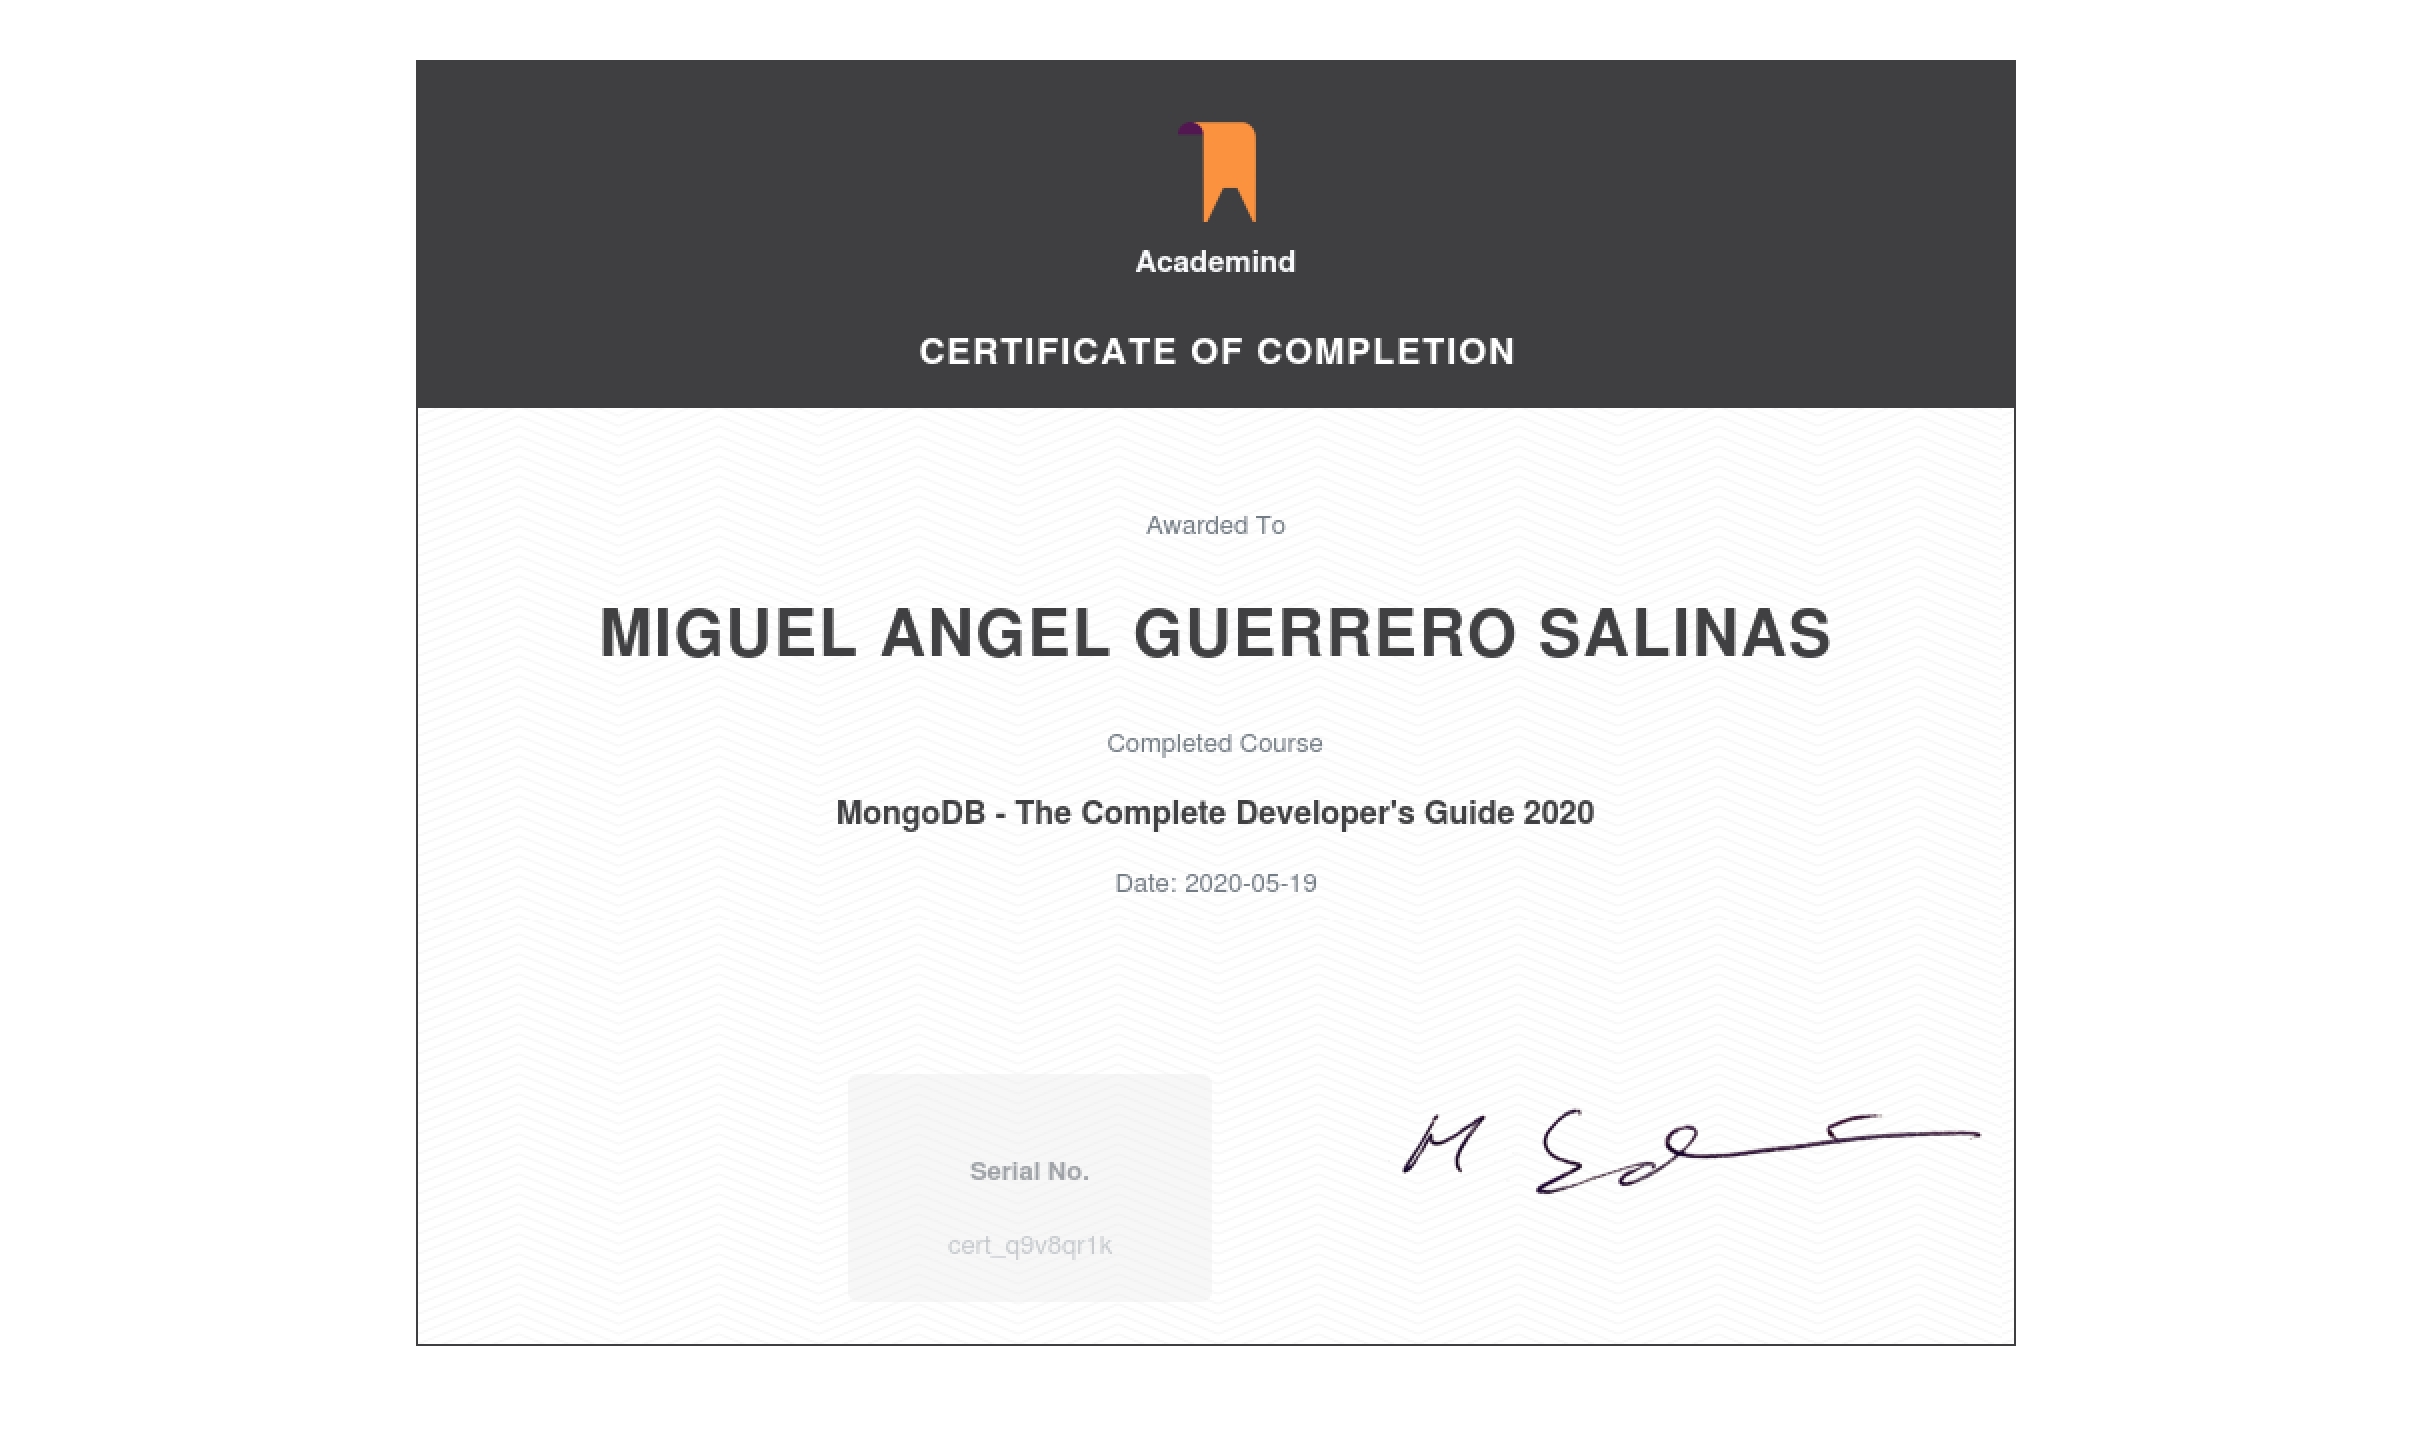 Academind
CERTIFICATE OF COMPLETION
Awarded To
MIGUEL ANGEL GUERRERO SALINAS
Completed Course
MongoDB - The Complete Developer's Guide 2020
Date: 2020-05-19
Serial No.
cert_q9v8qr1k